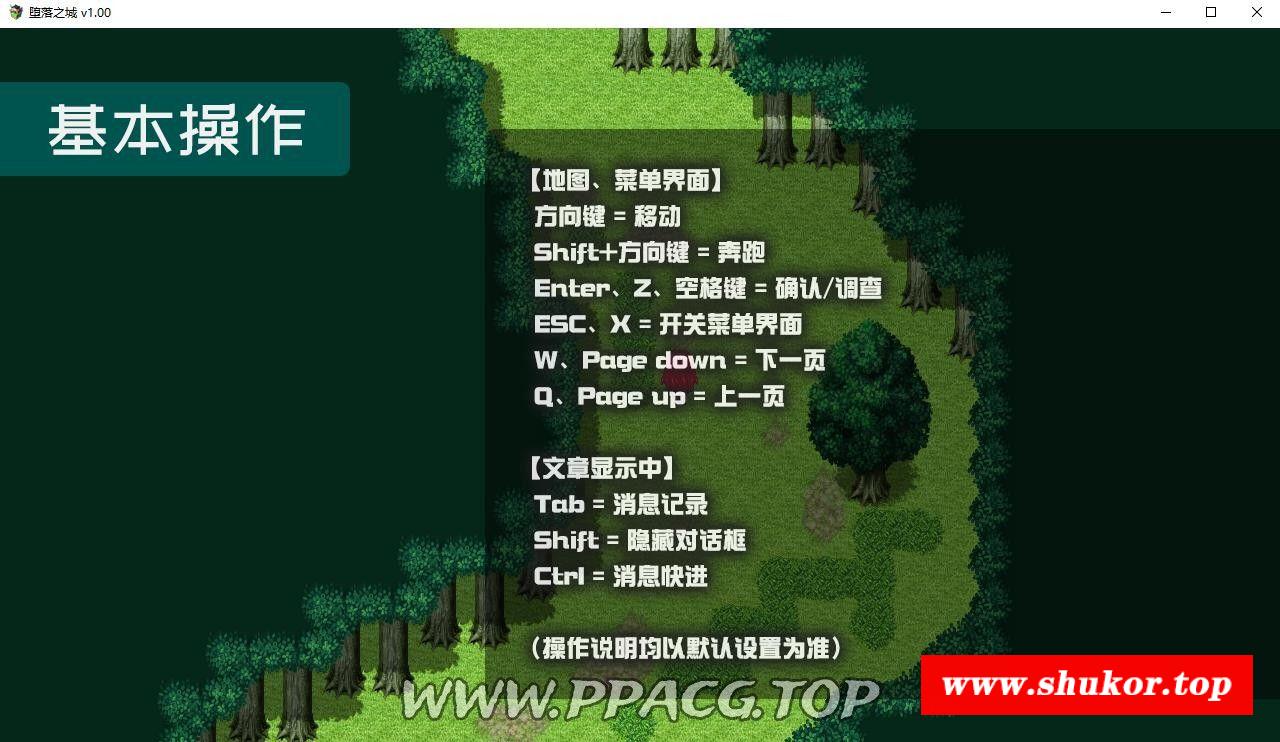 堕落之城 v1.00
基本操作
【地图、菜单界面】
方向键 = 移动
Shift+方向键 = 奔跑
Enter、Z、空格键 = 确认/调查
ESC、X = 开关菜单界面
W、Page down = 下一页
Q、Page up = 上一页
【文章显示中】
Tab = 消息记录
Shift = 隐藏对话框
Ctrl = 消息快进
（操作说明均以默认设置为准）
WWW.PPACG.TOP
www.shukor.top